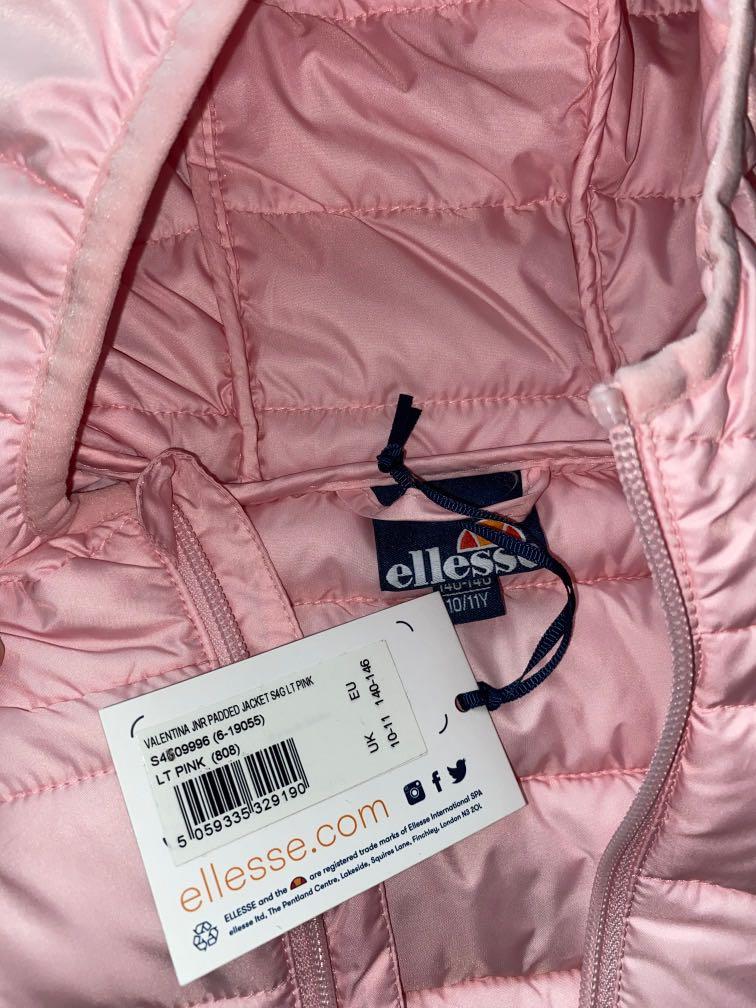 ellesse
140-146
10/11Y
VALENTINA JNR PADDED JACKET S4G LT PINK
S4G09996 (6-19055)
LT PINK (808)
UK EU
10-11 140-146
5 059335 329190
ellesse.com
ELLESSE and the are registered trade marks of Ellesse International SPA
ellesse ltd, The Pentland Centre, Lakeside, Squires Lane, Finchley, London N3 2QL